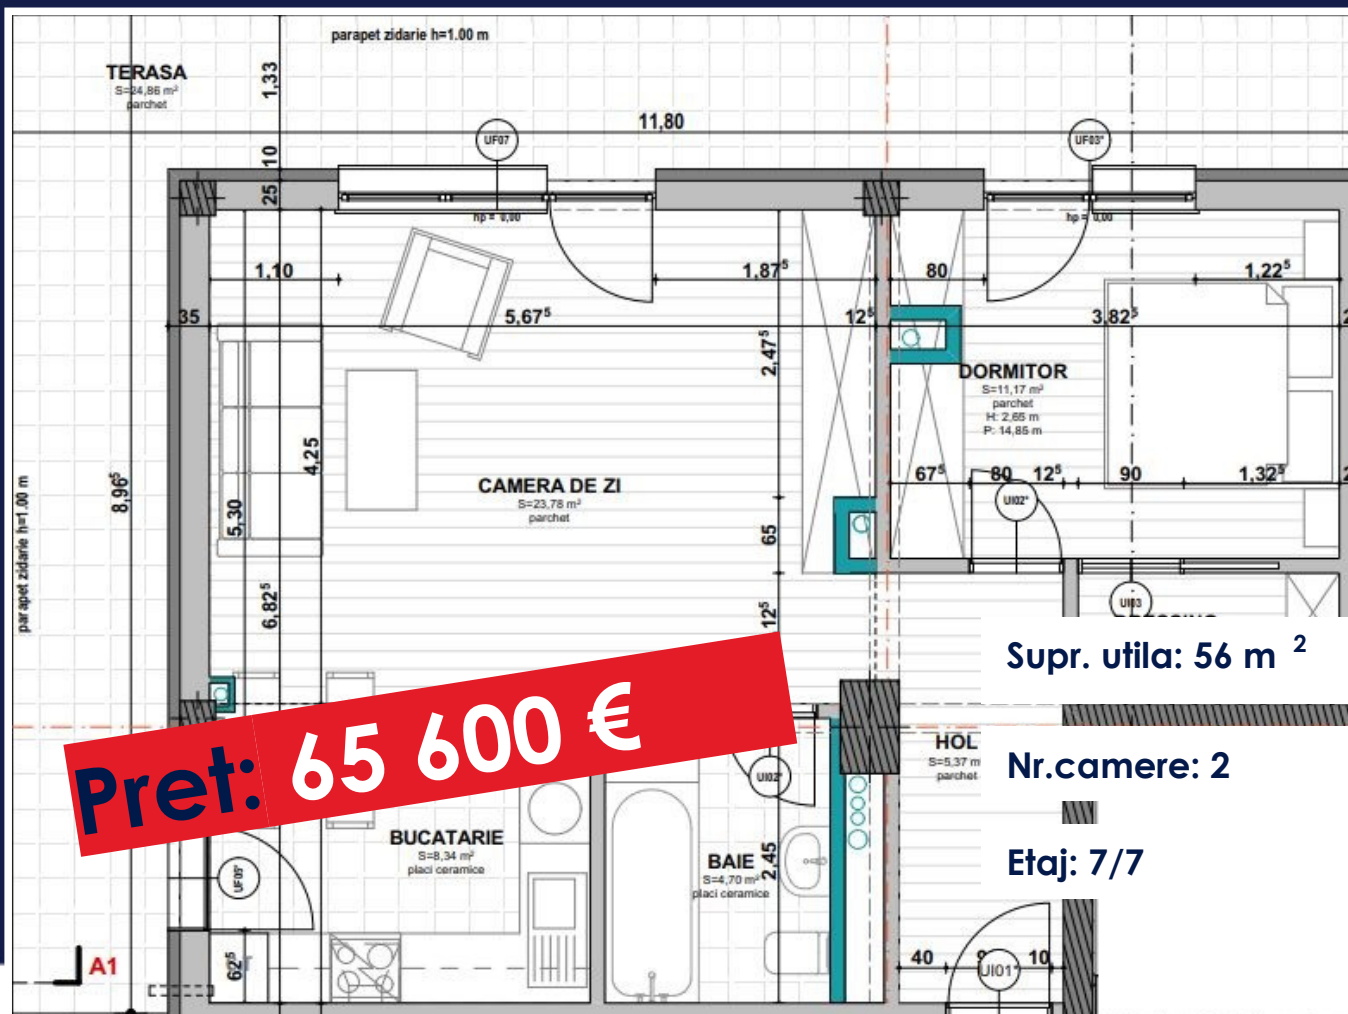 parapet zidarie h=1.00 m
TERASA
S=24,86 m²
parchet
1,33
11,80
UF07
UF03*
10
25
hp = 0,00
hp = 0,00
1,10
1,87⁵
80
1,22⁵
35
5,67⁵
12⁵
3,82⁵
2,47⁵
DORMITOR
S=11,17 m²
parchet
H: 2,65 m
P: 14,85 m
4,25
67⁵
80
12⁵
90
1,32⁵
UI02*
8,96⁵
CAMERA DE ZI
S=23,78 m²
parchet
5,30
65
parapet zidarie h=1.00 m
6,82⁵
12⁵
UI03
Supr. utila: 56 m ²
Pret: 65 600 €
HOL
S=5,37 m
parchet
Nr.camere: 2
UI02*
BUCATARIE
S=8,34 m²
placi ceramice
BAIE
S=4,70 m²
placi ceramice
2,45
Etaj: 7/7
UF05*
A1
62⁵
40
10
UI01*